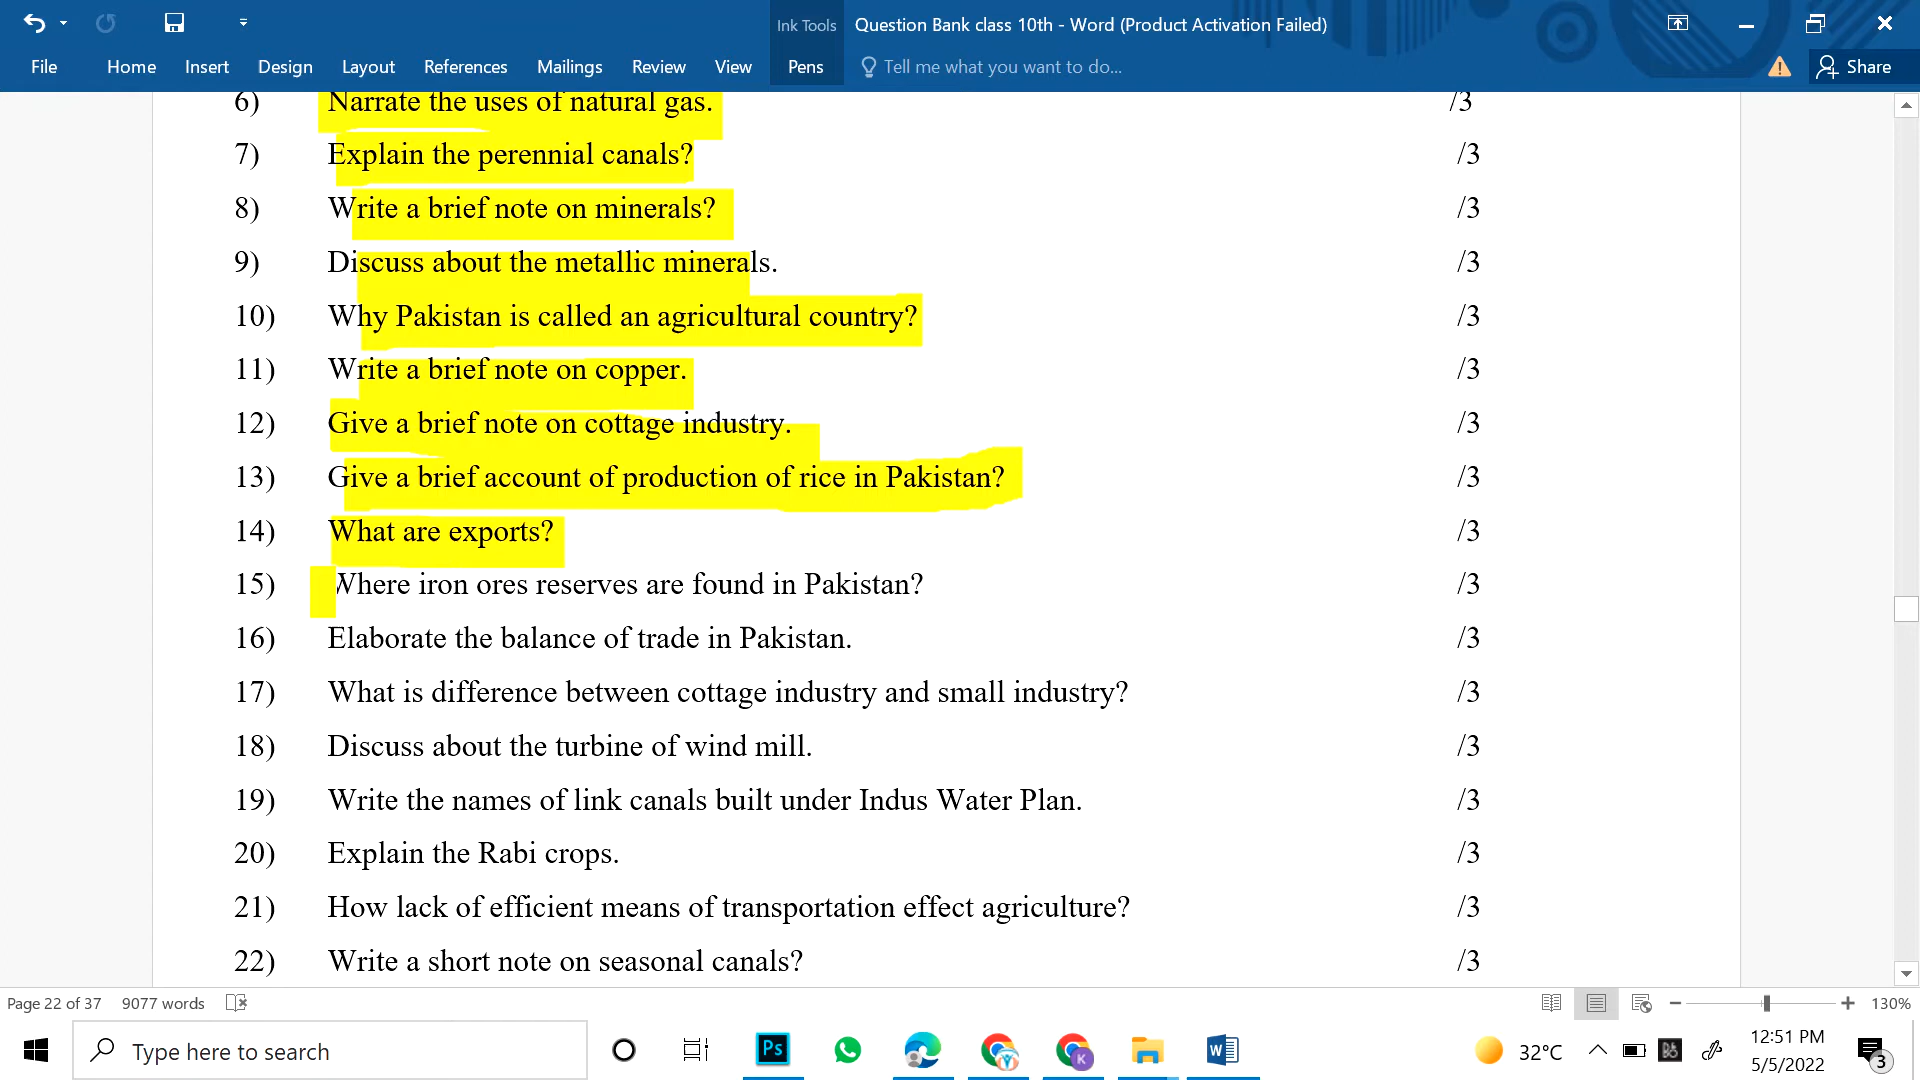 Ink Tools
Question Bank class 10th - Word (Product Activation Failed)
File Home Insert Design Layout References Mailings Review View Pens Tell me what you want to do... Share
6) Narrate the uses of natural gas. /3
7) Explain the perennial canals? /3
8) Write a brief note on minerals? /3
9) Discuss about the metallic minerals. /3
10) Why Pakistan is called an agricultural country? /3
11) Write a brief note on copper. /3
12) Give a brief note on cottage industry. /3
13) Give a brief account of production of rice in Pakistan? /3
14) What are exports? /3
15) Where iron ores reserves are found in Pakistan? /3
16) Elaborate the balance of trade in Pakistan. /3
17) What is difference between cottage industry and small industry? /3
18) Discuss about the turbine of wind mill. /3
19) Write the names of link canals built under Indus Water Plan. /3
20) Explain the Rabi crops. /3
21) How lack of efficient means of transportation effect agriculture? /3
22) Write a short note on seasonal canals? /3
Page 22 of 37 9077 words 130%
Type here to search
Ps
K
32°C
12:51 PM
5/5/2022
3